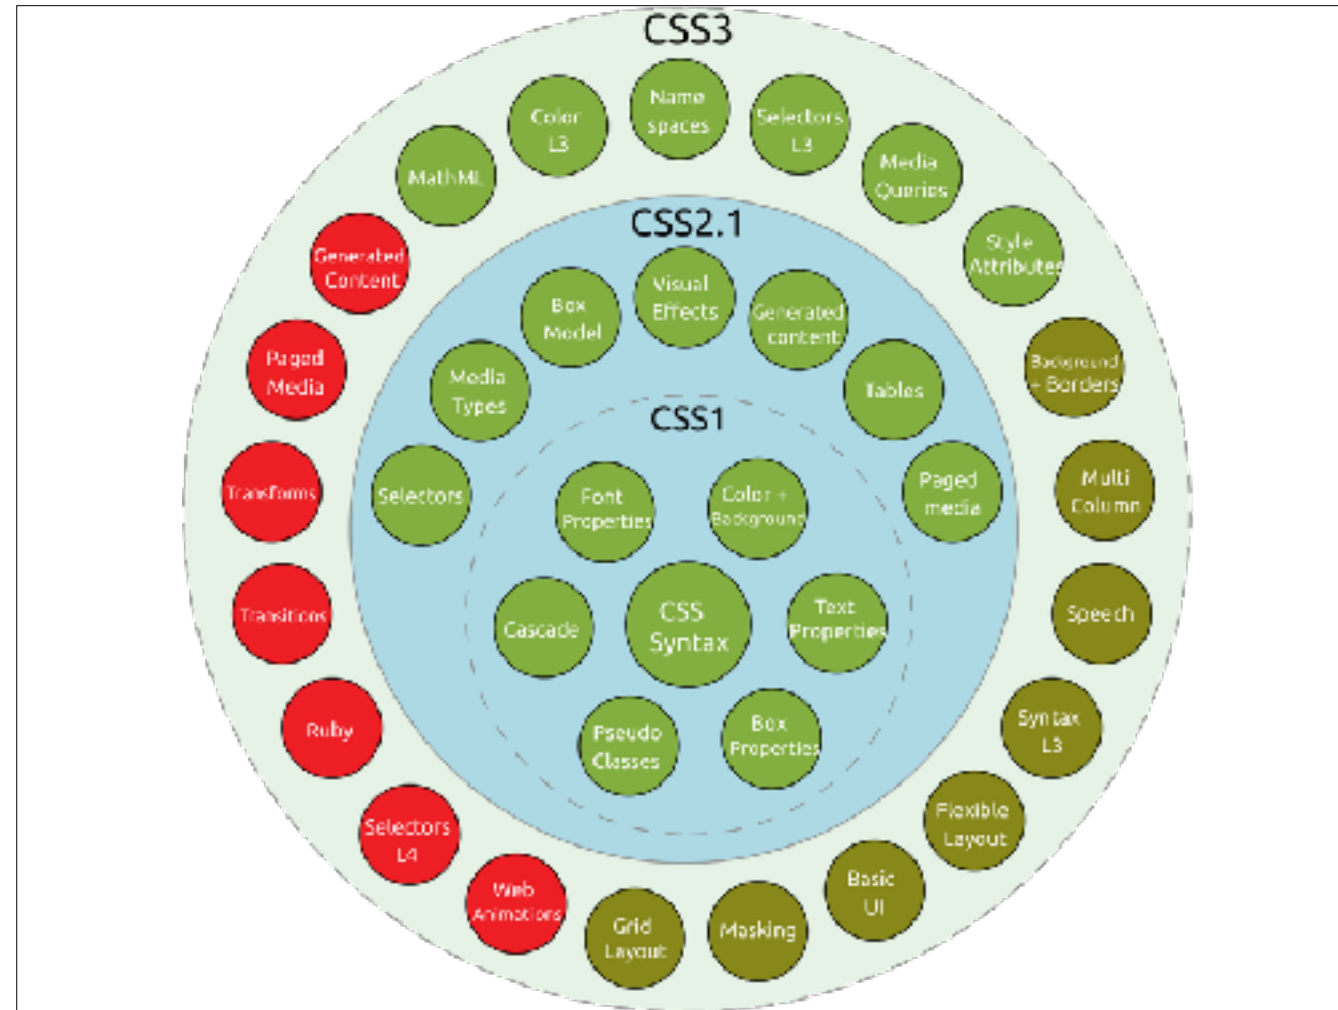 CSS3
Name
spaces
Selectors
L3
Media
Queries
Style
Attributes
Background
+ Borders
Multi
Column
Speech
Syntax
L3
Flexible
Layout
Basic
UI
Masking
Grid
Layout
Web
Animations
Selectors
L4
Ruby
Transitions
Transforms
Paged
Media
Generated
Content
MathML
Color
L3
CSS2.1
Visual
Effects
Generated
content
Tables
Paged
media
Selectors
Media
Types
Box
Model
CSS1
Font
Properties
Color +
Background
Cascade
CSS
Syntax
Text
Properties
Pseudo
Classes
Box
Properties